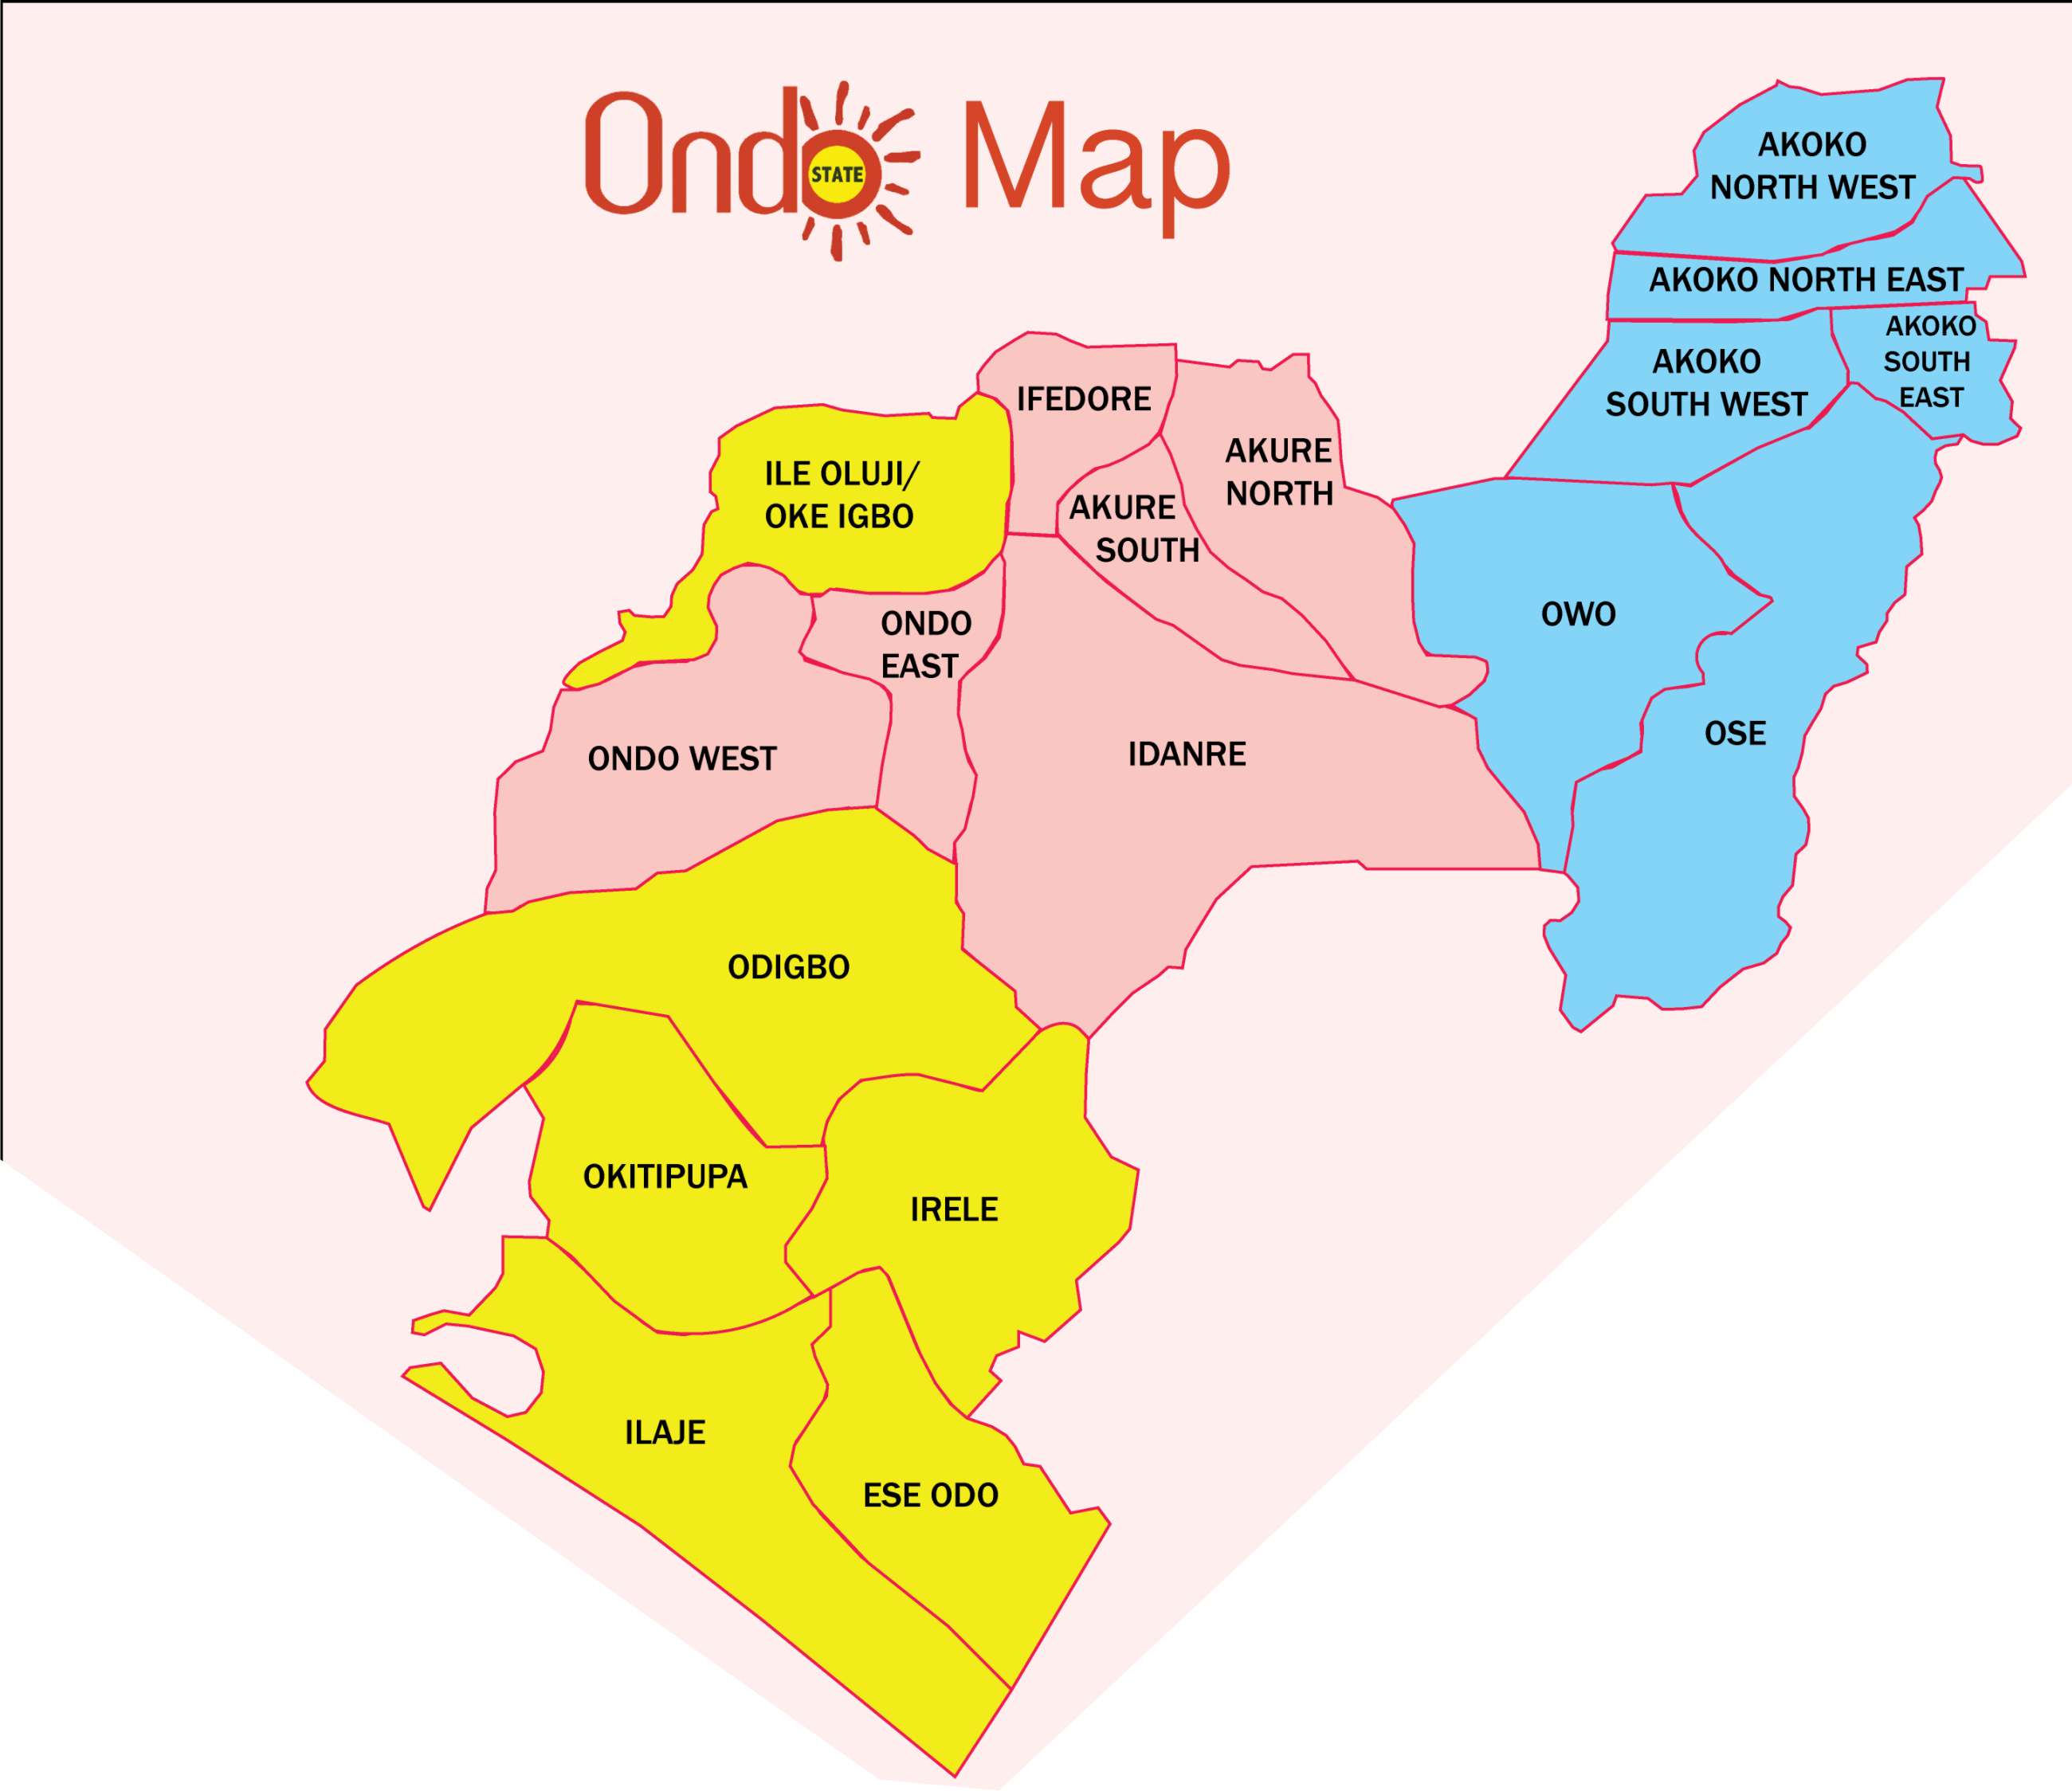 Ondo Map
STATE
AKOKO
NORTH WEST
AKOKO NORTH EAST
AKOKO
SOUTH
EAST
AKOKO
SOUTH WEST
IFEDORE
AKURE
NORTH
ILE OLUJI/
OKE IGBO
AKURE
SOUTH
OWO
ONDO
EAST
OSE
IDANRE
ONDO WEST
ODIGBO
OKITIPUPA
IRELE
ILAJE
ESE ODO